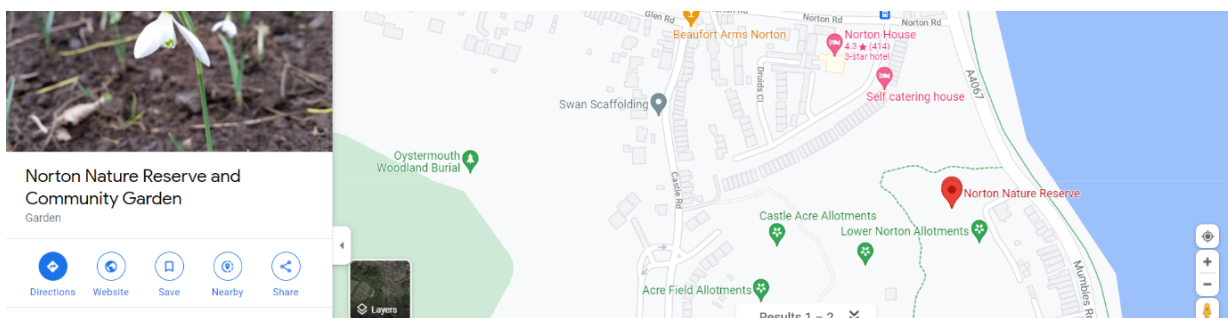 Norton Nature Reserve and
Community Garden
Garden
Directions
Website
Save
Nearby
Share
Layers
Glen Rd
Norton Rd
Norton Rd
Beaufort Arms Norton
Norton House
4.3 ★ (414)
3-star hotel
Druids Cl
Self catering house
A4067
Swan Scaffolding
Oystermouth
Woodland Burial
Castle Rd
Norton Nature Reserve
Castle Acre Allotments
Lower Norton Allotments
Acre Field Allotments
Mumbles R
Results 1 – 2